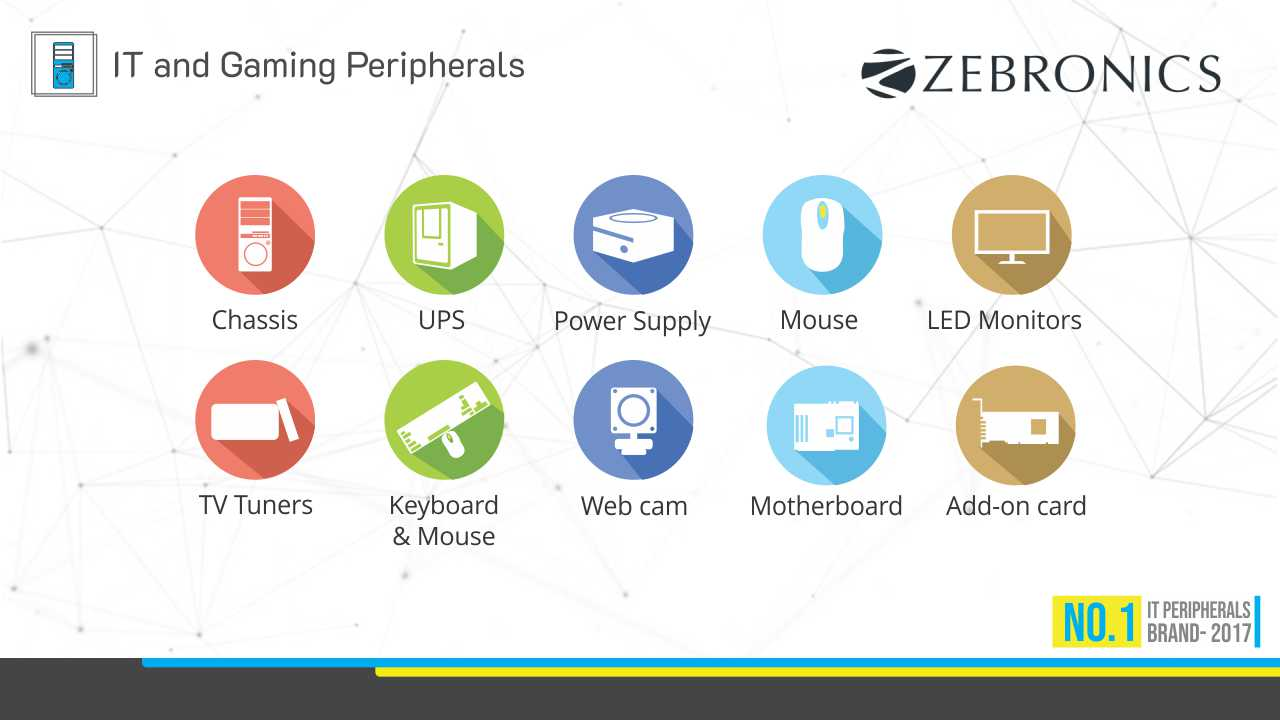 IT and Gaming Peripherals
ZEBRONICS
Chassis
UPS
Power Supply
Mouse
LED Monitors
TV Tuners
Keyboard
& Mouse
Web cam
Motherboard
Add-on card
NO.1
IT PERIPHERALS
BRAND- 2017